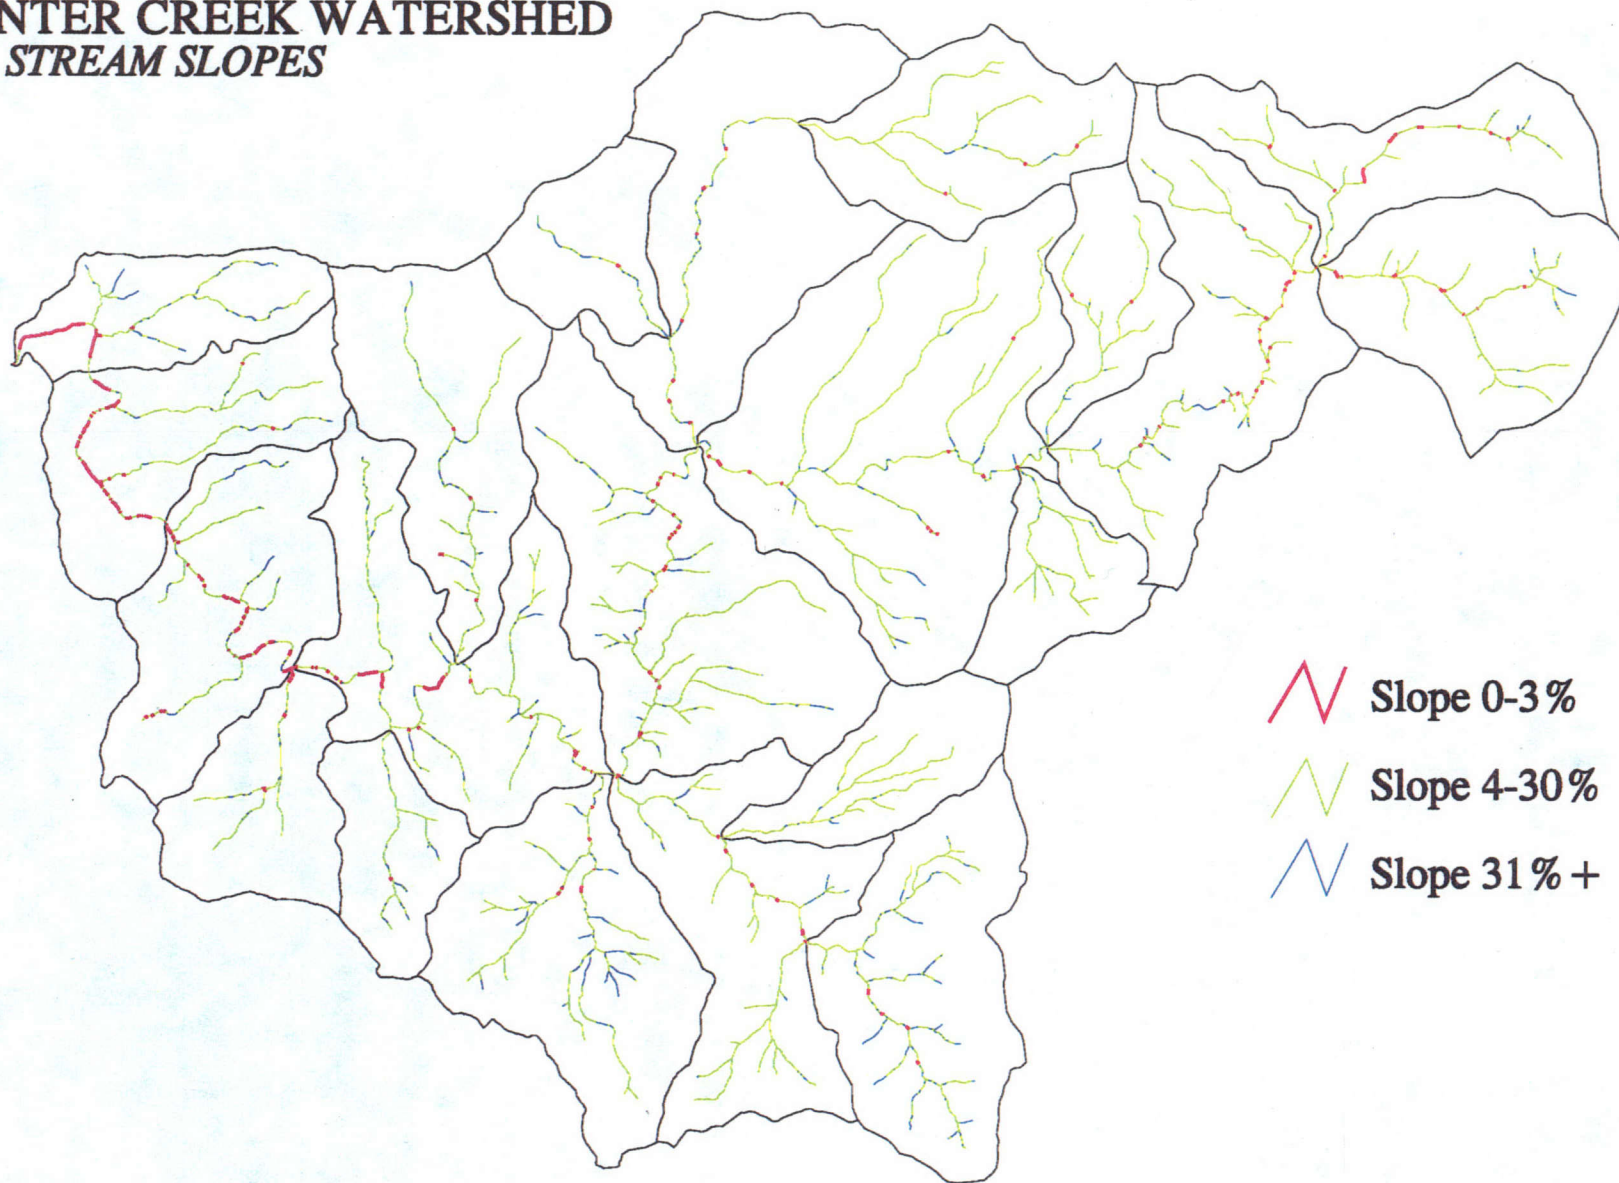 NTER CREEK WATERSHED
STREAM SLOPES
Slope 0-3%
Slope 4-30%
Slope 31% +